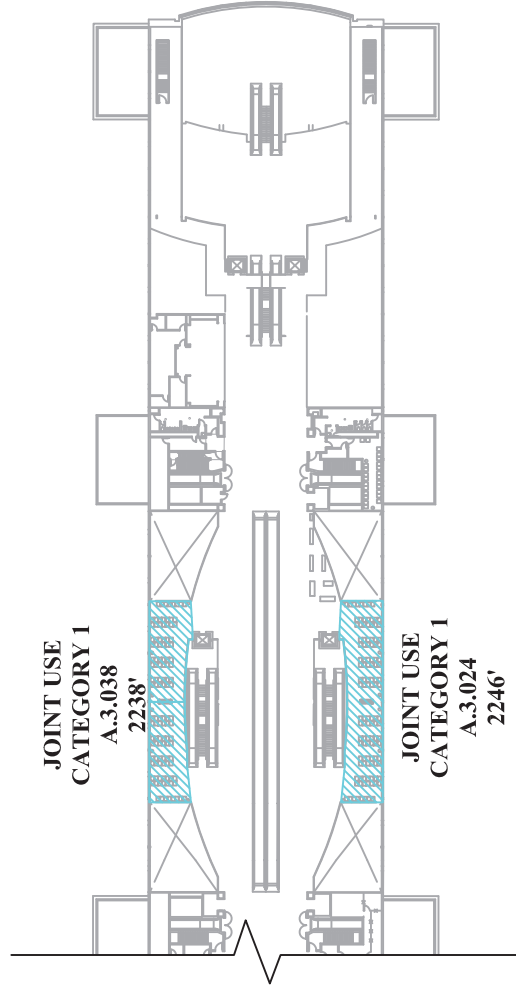 JOINT USE
CATEGORY 1
A.3.038
2238'
JOINT USE
CATEGORY 1
A.3.024
2246'